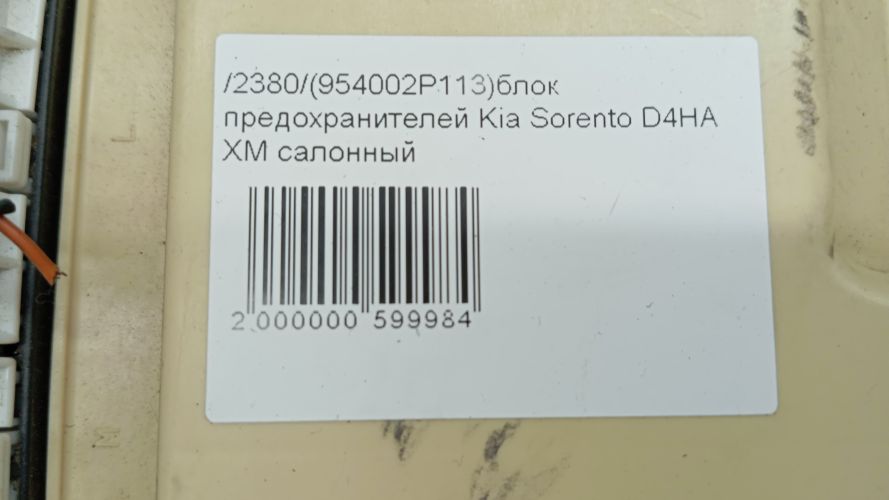 /2380/(954002P113)блок
предохранителей Kia Sorento D4HA
XM салонный
2 000000 599984
L
M